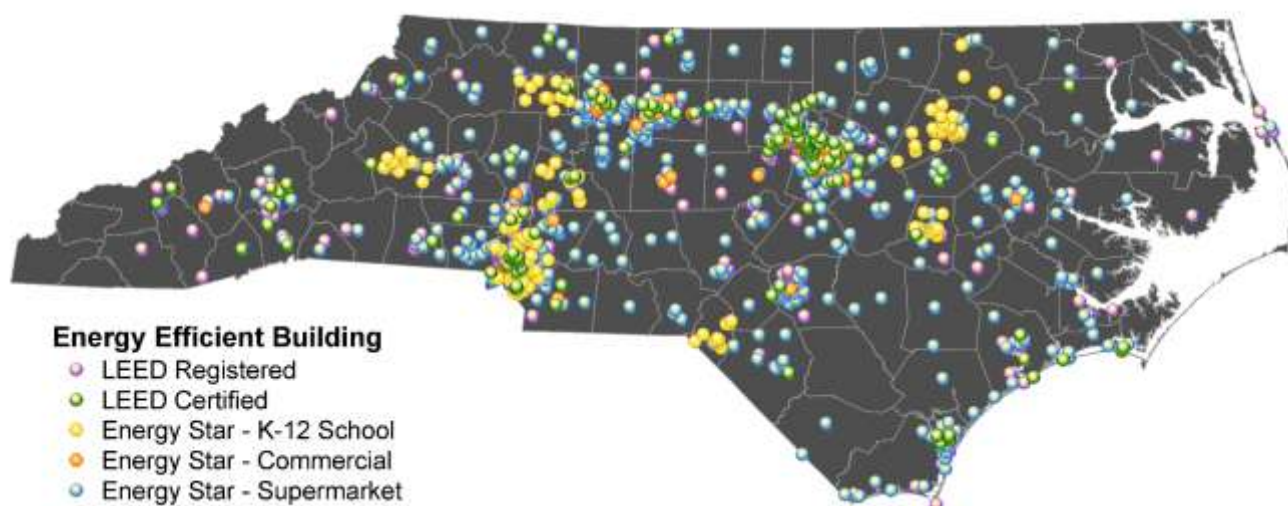 Energy Efficient Building
LEED Registered
LEED Certified
Energy Star - K-12 School
Energy Star - Commercial
Energy Star - Supermarket